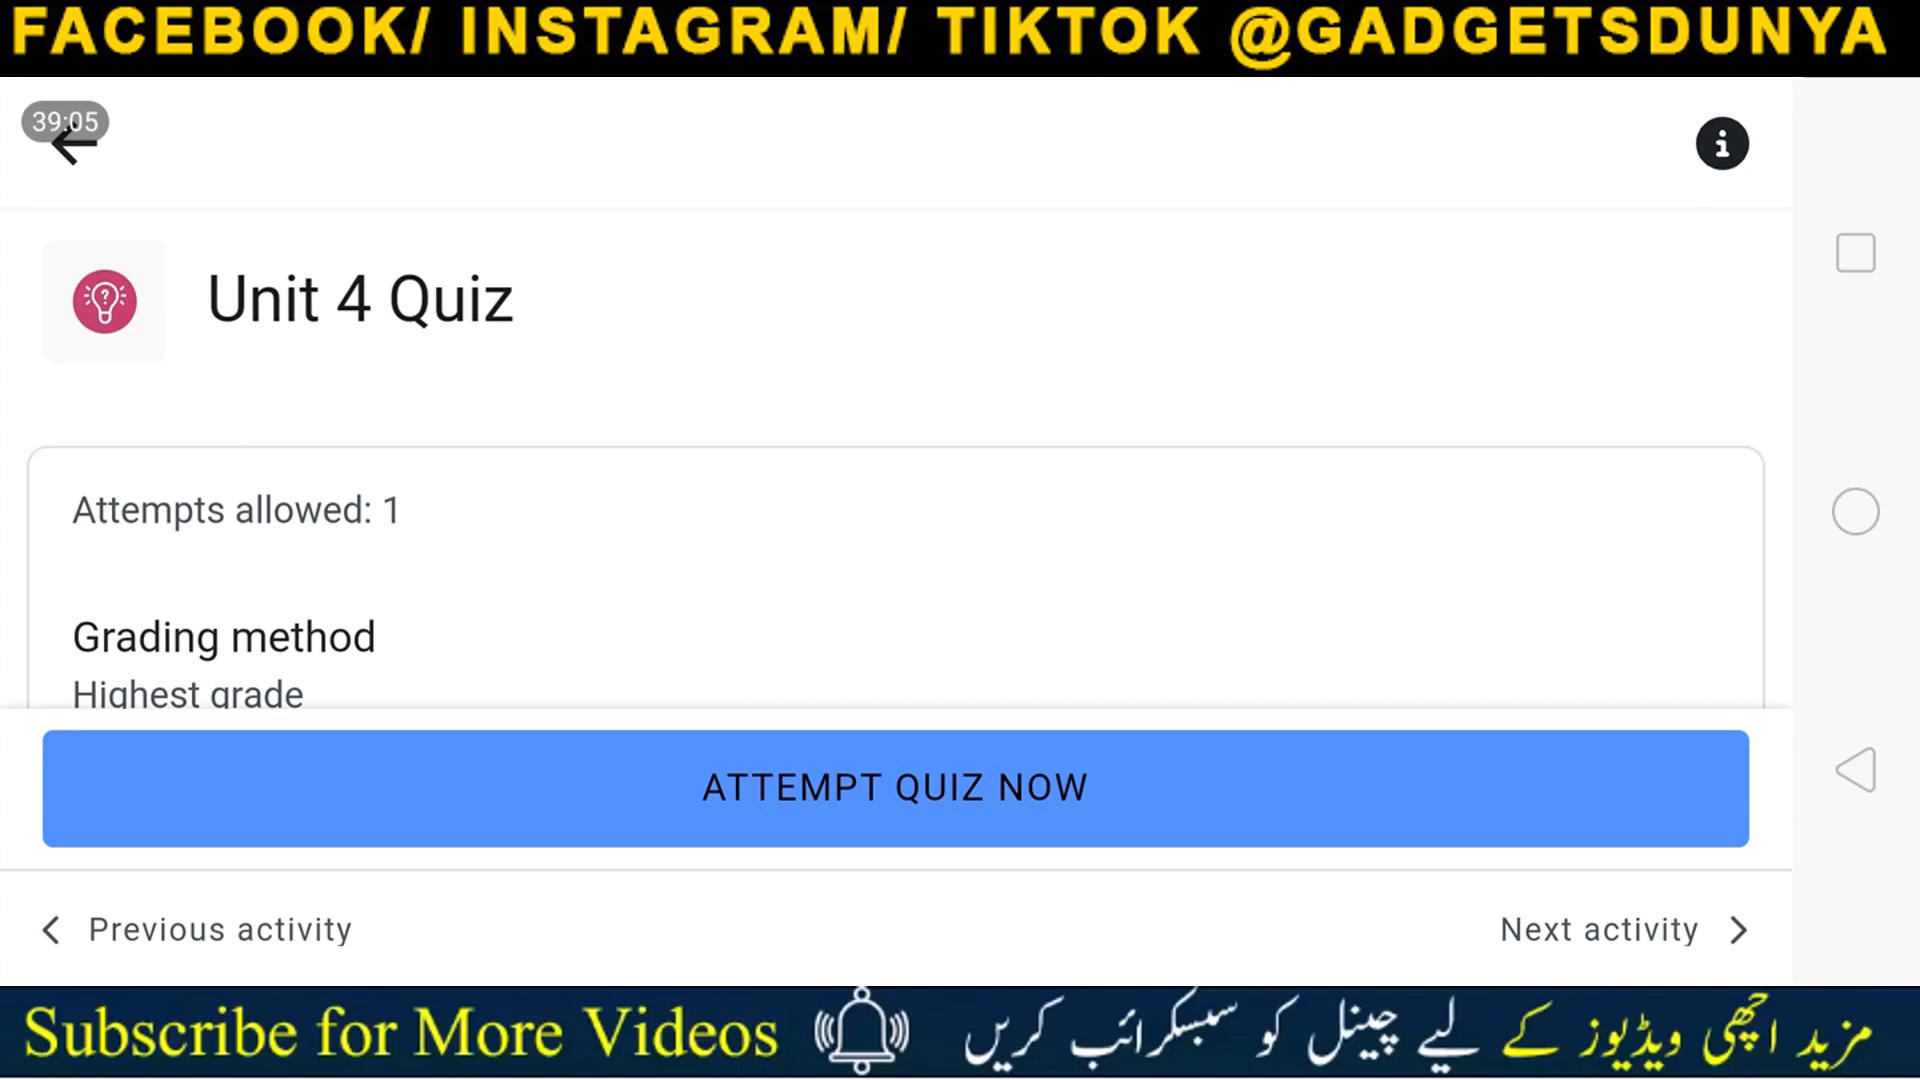 FACEBOOK/ INSTAGRAM/ TIKTOK @GADGETSDUNYA
39:05
Unit 4 Quiz
Attempts allowed: 1
Grading method
Highest grade
ATTEMPT QUIZ NOW
Previous activity
Next activity
Subscribe for More Videos
مزید اچھی ویڈیوز کے لیے چینل کو سبسکرائب کریں